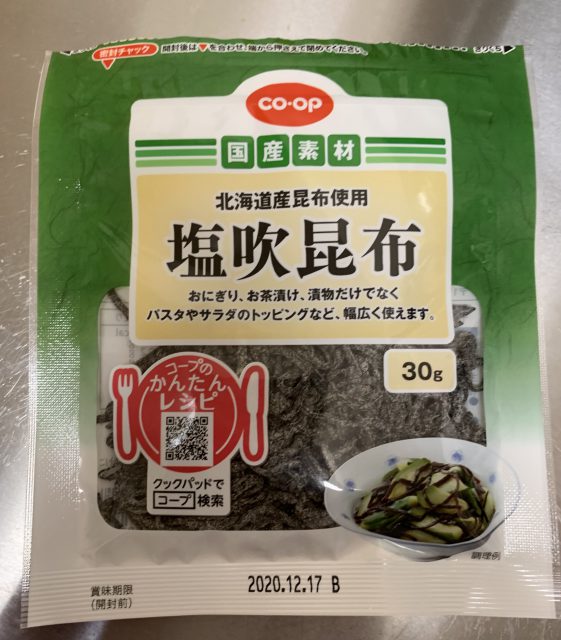 密封チャック
開封後は▼を合わせ、端から押さえて閉めてください。
きりくち
CO·OP
国産素材
北海道産昆布使用
塩吹昆布
おにぎり、お茶漬け、漬物だけでなく
パスタやサラダのトッピングなど、幅広く使えます。
30g
コープの
かんたん
レシピ
クックパッドで
コープ 検索
調理例
賞味期限
(開封前)
2020.12.17 B